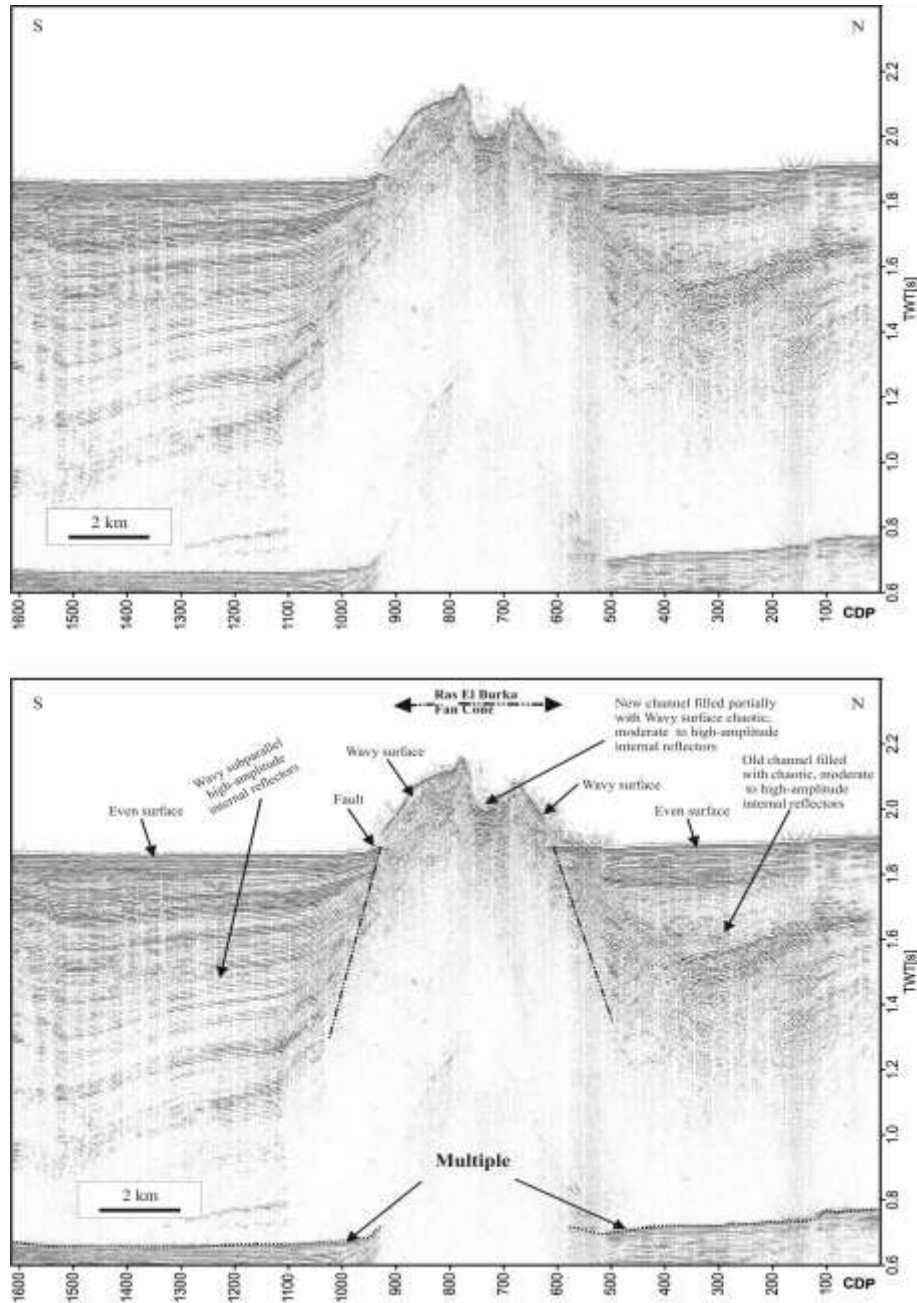 S
N
2.2
2.0
1.8
1.6
1.4
1.2
1.0
0.8
0.6
TWT[s]
2 km
1600
1500
1400
1300
1200
1100
1000
900
800
700
600
500
400
300
200
100
CDP
S
N
Ras El Burka
Fan Cone
New channel filled partially
with Wavy surface chaotic,
moderate to high-amplitude
internal reflectors
Wavy surface
Wavy subparallel
high-amplitude
internal reflectors
Old channel filled
with chaotic, moderate
to high-amplitude
internal reflectors
Wavy surface
Fault
Even surface
Even surface
2.2
2.0
1.8
1.6
1.4
1.2
1.0
0.8
0.6
TWT[s]
Multiple
2 km
1600
1500
1400
1300
1200
1100
1000
900
800
700
600
500
400
300
200
100
CDP